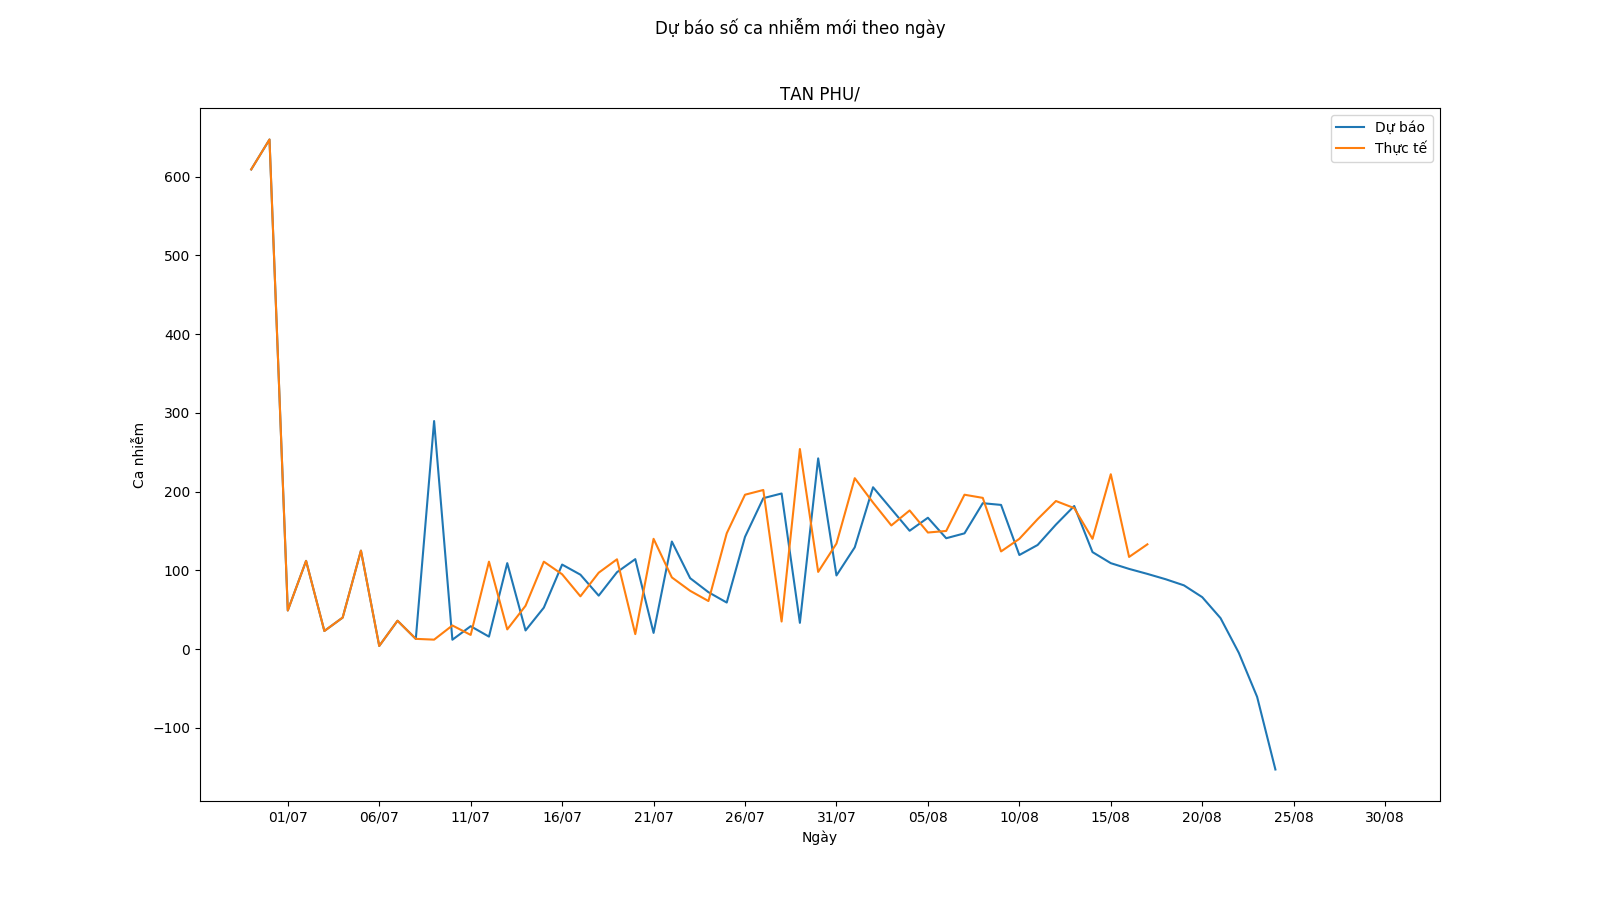 Dự báo số ca nhiễm mới theo ngày
TAN PHU/
Dự báo
Thực tế
600
500
400
300
200
100
0
−100
Ca nhiễm
01/07 06/07 11/07 16/07 21/07 26/07 31/07 05/08 10/08 15/08 20/08 25/08 30/08
Ngày